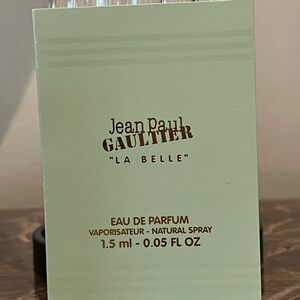 Jean Paul
GAULTIER
"LA BELLE"
EAU DE PARFUM
VAPORISATEUR - NATURAL SPRAY
1.5 ml - 0.05 FL OZ